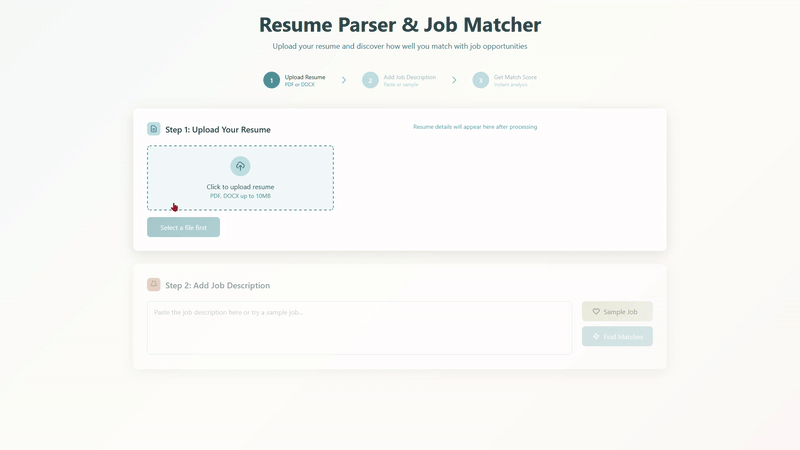 Resume Parser & Job Matcher
Upload your resume and discover how well you match with job opportunities
1
Upload Resume
PDF or DOCX
2
Add Job Description
Paste or sample
3
Get Match Score
Instant analysis
Step 1: Upload Your Resume
Resume details will appear here after processing
Click to upload resume
PDF, DOCX up to 10MB
Select a file first
Step 2: Add Job Description
Paste the job description here or try a sample job...
Sample Job
Find Matches